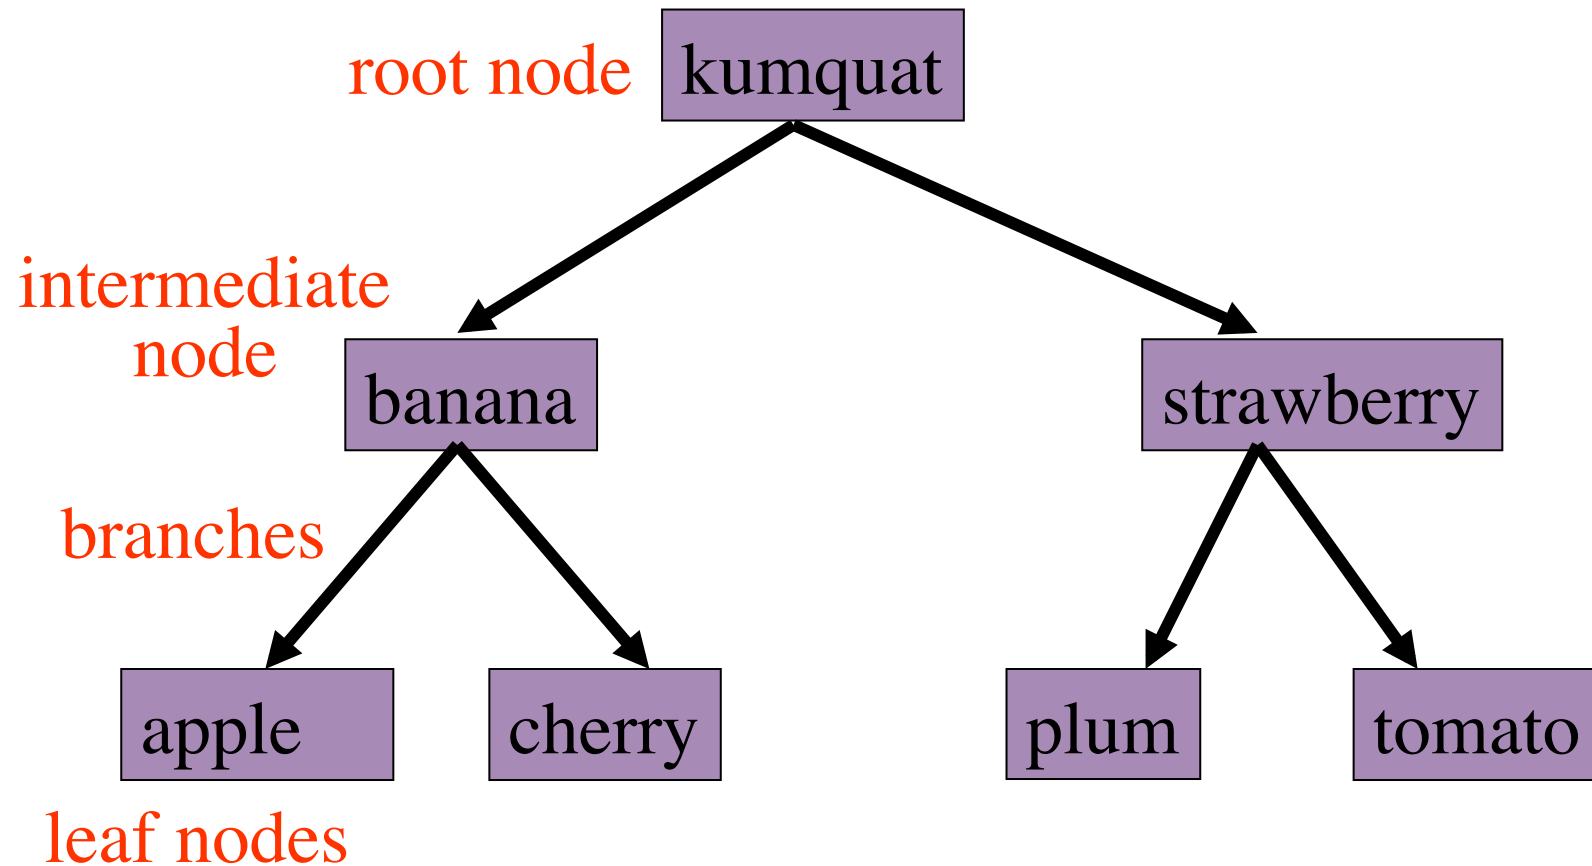 root node
kumquat
intermediate
node
banana
strawberry
branches
apple
cherry
plum
tomato
leaf nodes